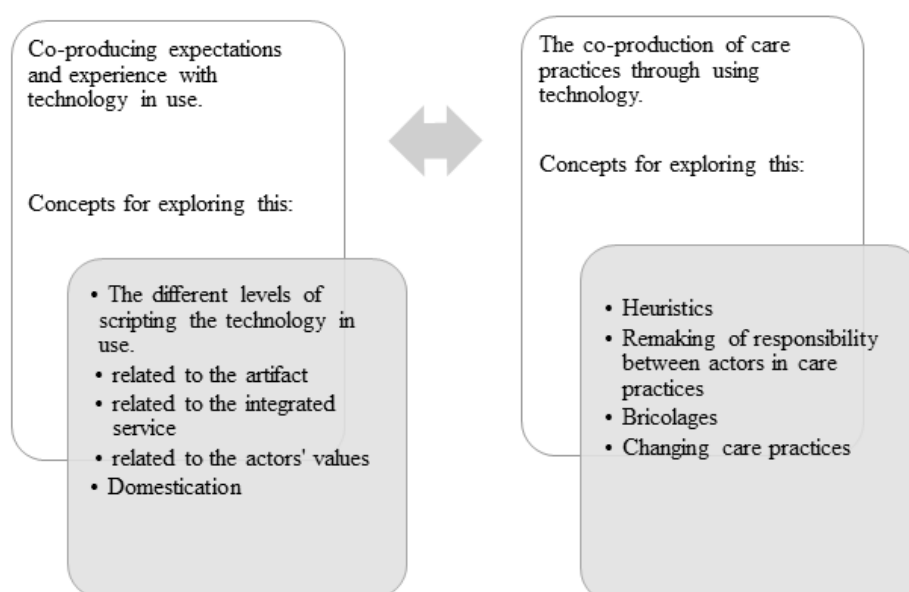 Co-producing expectations
and experience with
technology in use.
Concepts for exploring this:
• The different levels of
scripting the technology in
use.
• related to the artifact
• related to the integrated
service
• related to the actors' values
• Domestication
The co-production of care
practices through using
technology.
Concepts for exploring this:
• Heuristics
• Remaking of responsibility
between actors in care
practices
• Bricolages
• Changing care practices